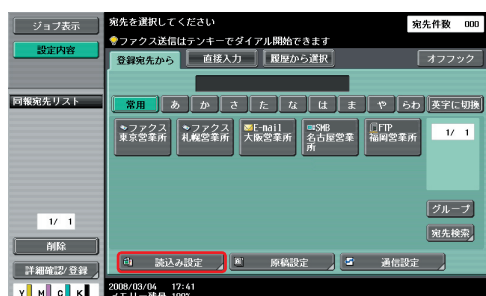 ジョブ表示
宛先を選択してください
宛先件数 000
ファクス送信はテンキーでダイアル開始できます
設定内容
登録宛先から
直接入力
履歴から選択
オフフック
同報宛先リスト
常用 あ か さ た な は ま や らわ 英字に切換
ファクス
東京営業所
ファクス
札幌営業所
E-mail
大阪営業所
SMB
名古屋営業
所
FTP
福岡営業所
1/ 1
グループ
宛先検索
1/ 1
削除
詳細確認/登録
読込み設定
原稿設定
通信設定
Y M C K
2008/03/04 17:41
メモリー残量 100%